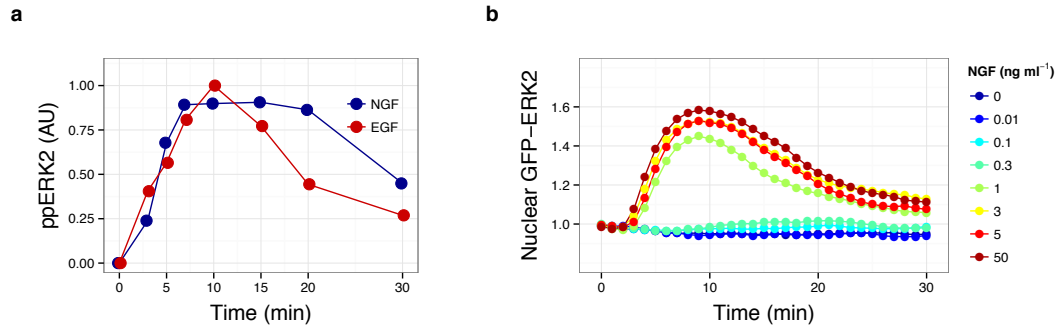 a
ppERK2 (AU)
1.00
0.75
0.50
0.25
0.00
0 5 10 15 20 30
Time (min)
NGF
EGF
b
Nuclear GFP−ERK2
1.6
1.4
1.2
1.0
0 10 20 30
Time (min)
NGF (ng ml⁻¹)
0
0.01
0.1
0.3
1
3
5
50